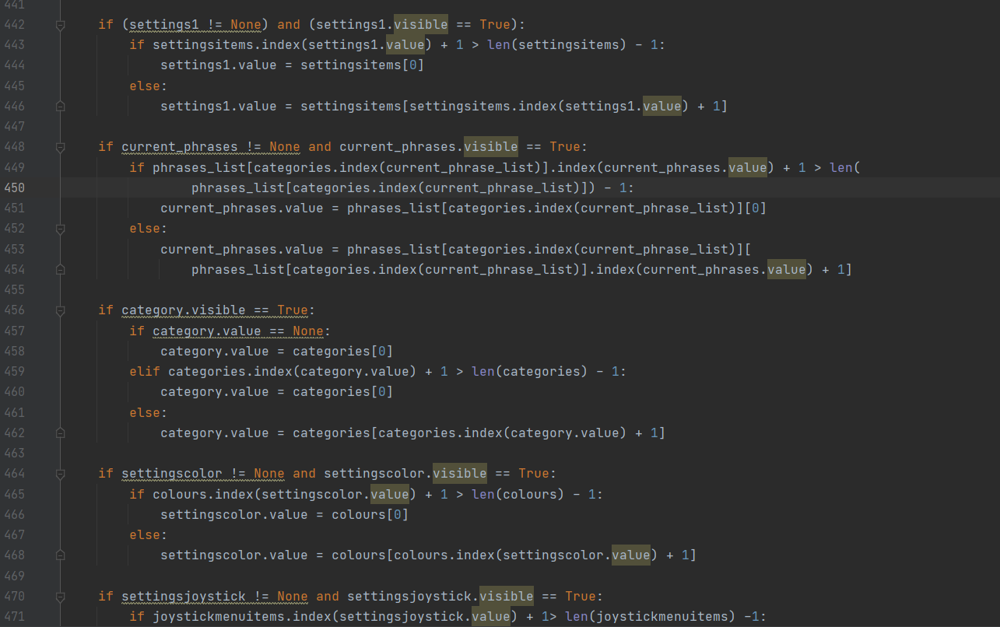 441
442 if (settings1 != None) and (settings1.visible == True):
443 if settingsitems.index(settings1.value) + 1 > len(settingsitems) - 1:
444 settings1.value = settingsitems[0]
445 else:
446 settings1.value = settingsitems[settingsitems.index(settings1.value) + 1]
447
448 if current_phrases != None and current_phrases.visible == True:
449 if phrases_list[categories.index(current_phrase_list)].index(current_phrases.value) + 1 > len(
450 phrases_list[categories.index(current_phrase_list)]) - 1:
451 current_phrases.value = phrases_list[categories.index(current_phrase_list)][0]
452 else:
453 current_phrases.value = phrases_list[categories.index(current_phrase_list)][
454 phrases_list[categories.index(current_phrase_list)].index(current_phrases.value) + 1]
455
456 if category.visible == True:
457 if category.value == None:
458 category.value = categories[0]
459 elif categories.index(category.value) + 1 > len(categories) - 1:
460 category.value = categories[0]
461 else:
462 category.value = categories[categories.index(category.value) + 1]
463
464 if settingscolor != None and settingscolor.visible == True:
465 if colours.index(settingscolor.value) + 1 > len(colours) - 1:
466 settingscolor.value = colours[0]
467 else:
468 settingscolor.value = colours[colours.index(settingscolor.value) + 1]
469
470 if settingsjoystick != None and settingsjoystick.visible == True:
471 if joystickmenuitems.index(settingsjoystick.value) + 1> len(joystickmenuitems) -1: